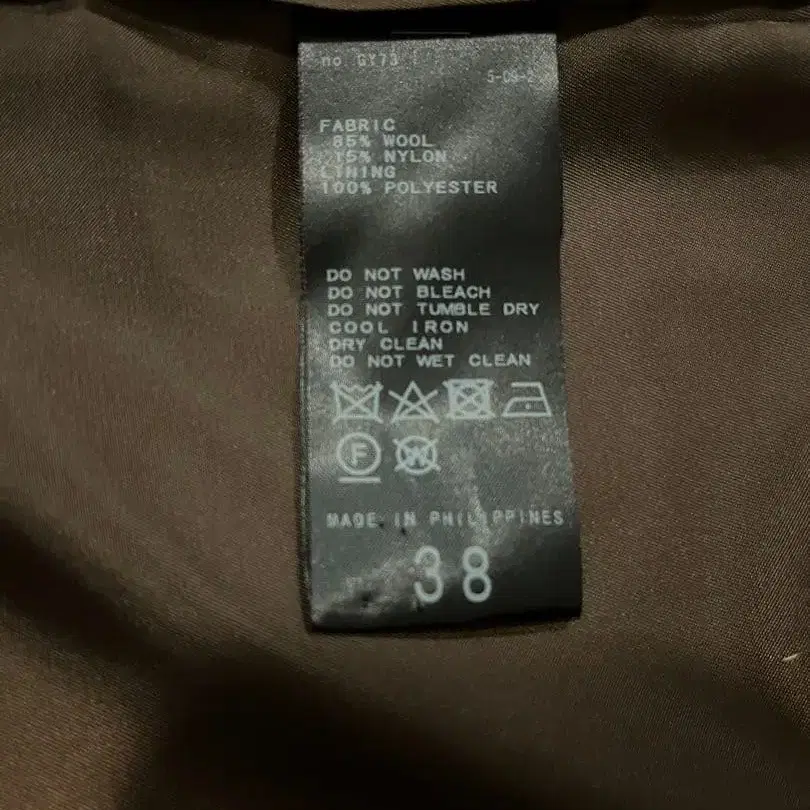 no. GY73
5-09-2
FABRIC
85% WOOL
15% NYLON
LINING
100% POLYESTER
DO NOT WASH
DO NOT BLEACH
DO NOT TUMBLE DRY
COOL IRON
DRY CLEAN
DO NOT WET CLEAN
F W
MADE IN PHILIPPINES
38